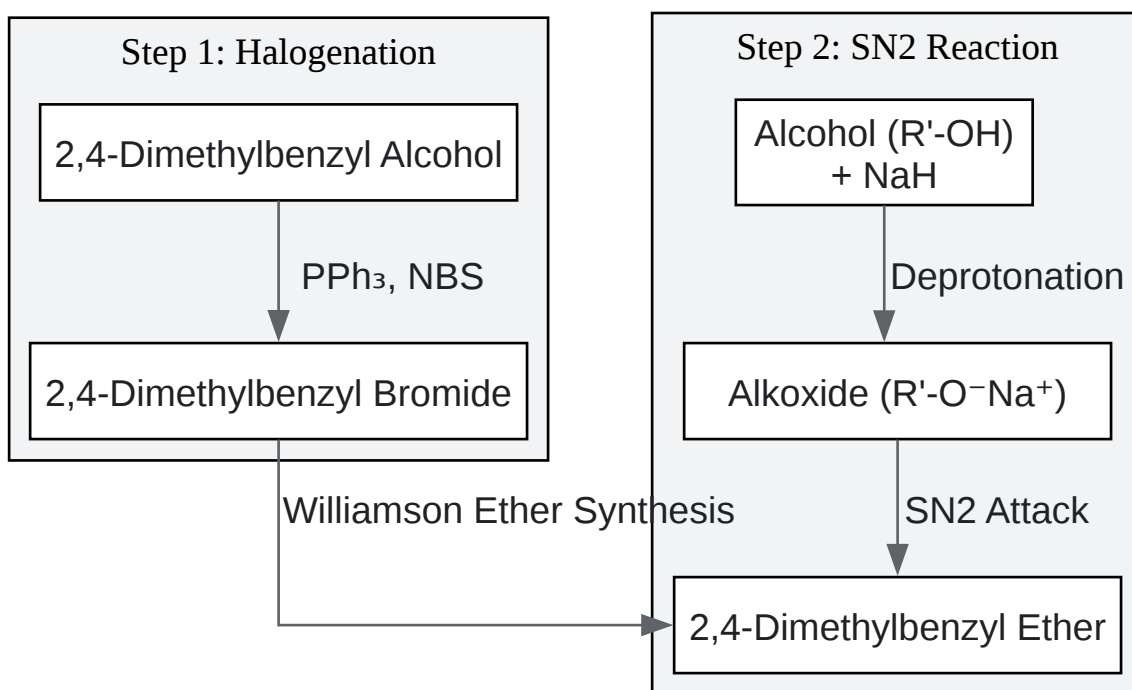 Step 1: Halogenation
2,4-Dimethylbenzyl Alcohol
PPh₃, NBS
2,4-Dimethylbenzyl Bromide
Williamson Ether Synthesis
Step 2: SN2 Reaction
Alcohol (R'-OH)
+ NaH
Deprotonation
Alkoxide (R'-O⁻Na⁺)
SN2 Attack
2,4-Dimethylbenzyl Ether